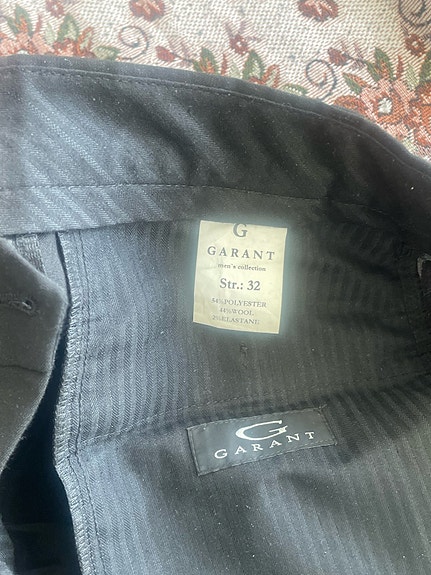 G
GARANT
men's collection
Str.: 32
54% POLYESTER
44% WOOL
2% ELASTANE
G
GARANT